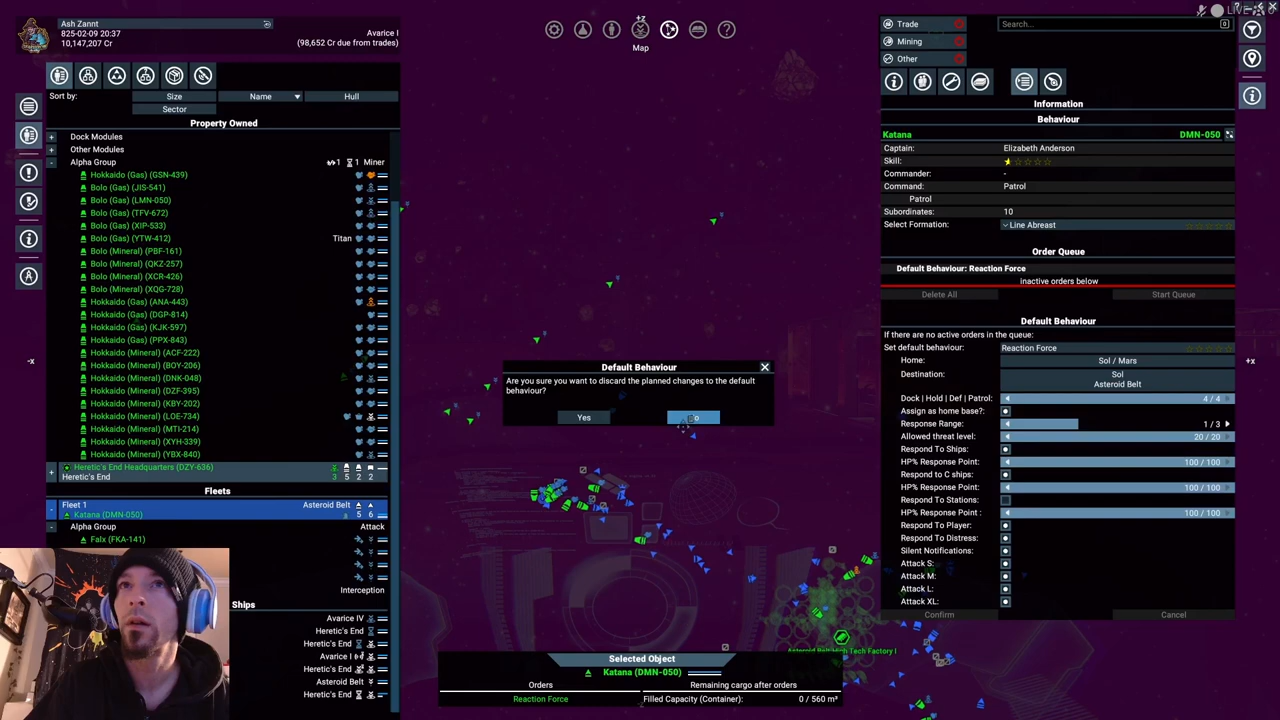 Ash Zannt
825-02-09 20:37
10,147,207 Cr
Avarice I
(98,652 Cr due from trades)
Map
Sort by:
Size
Name
Hull
Sector
Property Owned
Dock Modules
Other Modules
Alpha Group
1 1 Miner
Hokkaido (Gas) (GSN-439)
Bolo (Gas) (JIS-541)
Bolo (Gas) (LMN-050)
Bolo (Gas) (TFV-672)
Bolo (Gas) (XIP-533)
Bolo (Gas) (YTW-412) Titan
Bolo (Mineral) (PBF-161)
Bolo (Mineral) (QKZ-257)
Bolo (Mineral) (XCR-426)
Bolo (Mineral) (XQG-728)
Hokkaido (Gas) (ANA-443)
Hokkaido (Gas) (DGP-814)
Hokkaido (Gas) (KJK-597)
Hokkaido (Gas) (PPX-843)
Hokkaido (Mineral) (ACF-222)
Hokkaido (Mineral) (BOY-206)
Hokkaido (Mineral) (DNK-048)
Hokkaido (Mineral) (DZF-395)
Hokkaido (Mineral) (KBY-202)
Hokkaido (Mineral) (LOE-734)
Hokkaido (Mineral) (MTI-214)
Hokkaido (Mineral) (XYH-339)
Hokkaido (Mineral) (YBX-840)
Heretic's End Headquarters (DZY-636)
Heretic's End 3 5 2 2
Fleets
Fleet 1 Asteroid Belt
Katana (DMN-050) 5 6
Alpha Group Attack
Falx (FKA-141)
Interception
Ships
Avarice IV
Heretic's End
Heretic's End
Avarice I
Heretic's End
Asteroid Belt
Heretic's End
-x
+z
+x
Default Behaviour
Are you sure you want to discard the planned changes to the default
behaviour?
Yes
Asteroid Belt High Tech Factory I
Selected Object
Katana (DMN-050)
Orders Remaining cargo after orders
Reaction Force Filled Capacity (Container): 0 / 560 m³
LIVE
Trade
Mining
Other
Search...
Information
Behaviour
Katana DMN-050
Captain: Elizabeth Anderson
Skill:
Commander: -
Command: Patrol
Patrol
Subordinates: 10
Select Formation: Line Abreast
Order Queue
Default Behaviour: Reaction Force
inactive orders below
Delete All Start Queue
Default Behaviour
If there are no active orders in the queue:
Set default behaviour: Reaction Force
Home: Sol / Mars
Destination: Sol
Asteroid Belt
Dock | Hold | Def | Patrol: 4 / 4
Assign as home base?:
Response Range: 1 / 3
Allowed threat level: 20 / 20
Respond To Ships:
HP% Response Point: 100 / 100
Respond to C ships:
HP% Response Point: 100 / 100
Respond To Stations:
HP% Response Point : 100 / 100
Respond To Player:
Respond To Distress:
Silent Notifications:
Attack S:
Attack M:
Attack L:
Attack XL:
Confirm Cancel